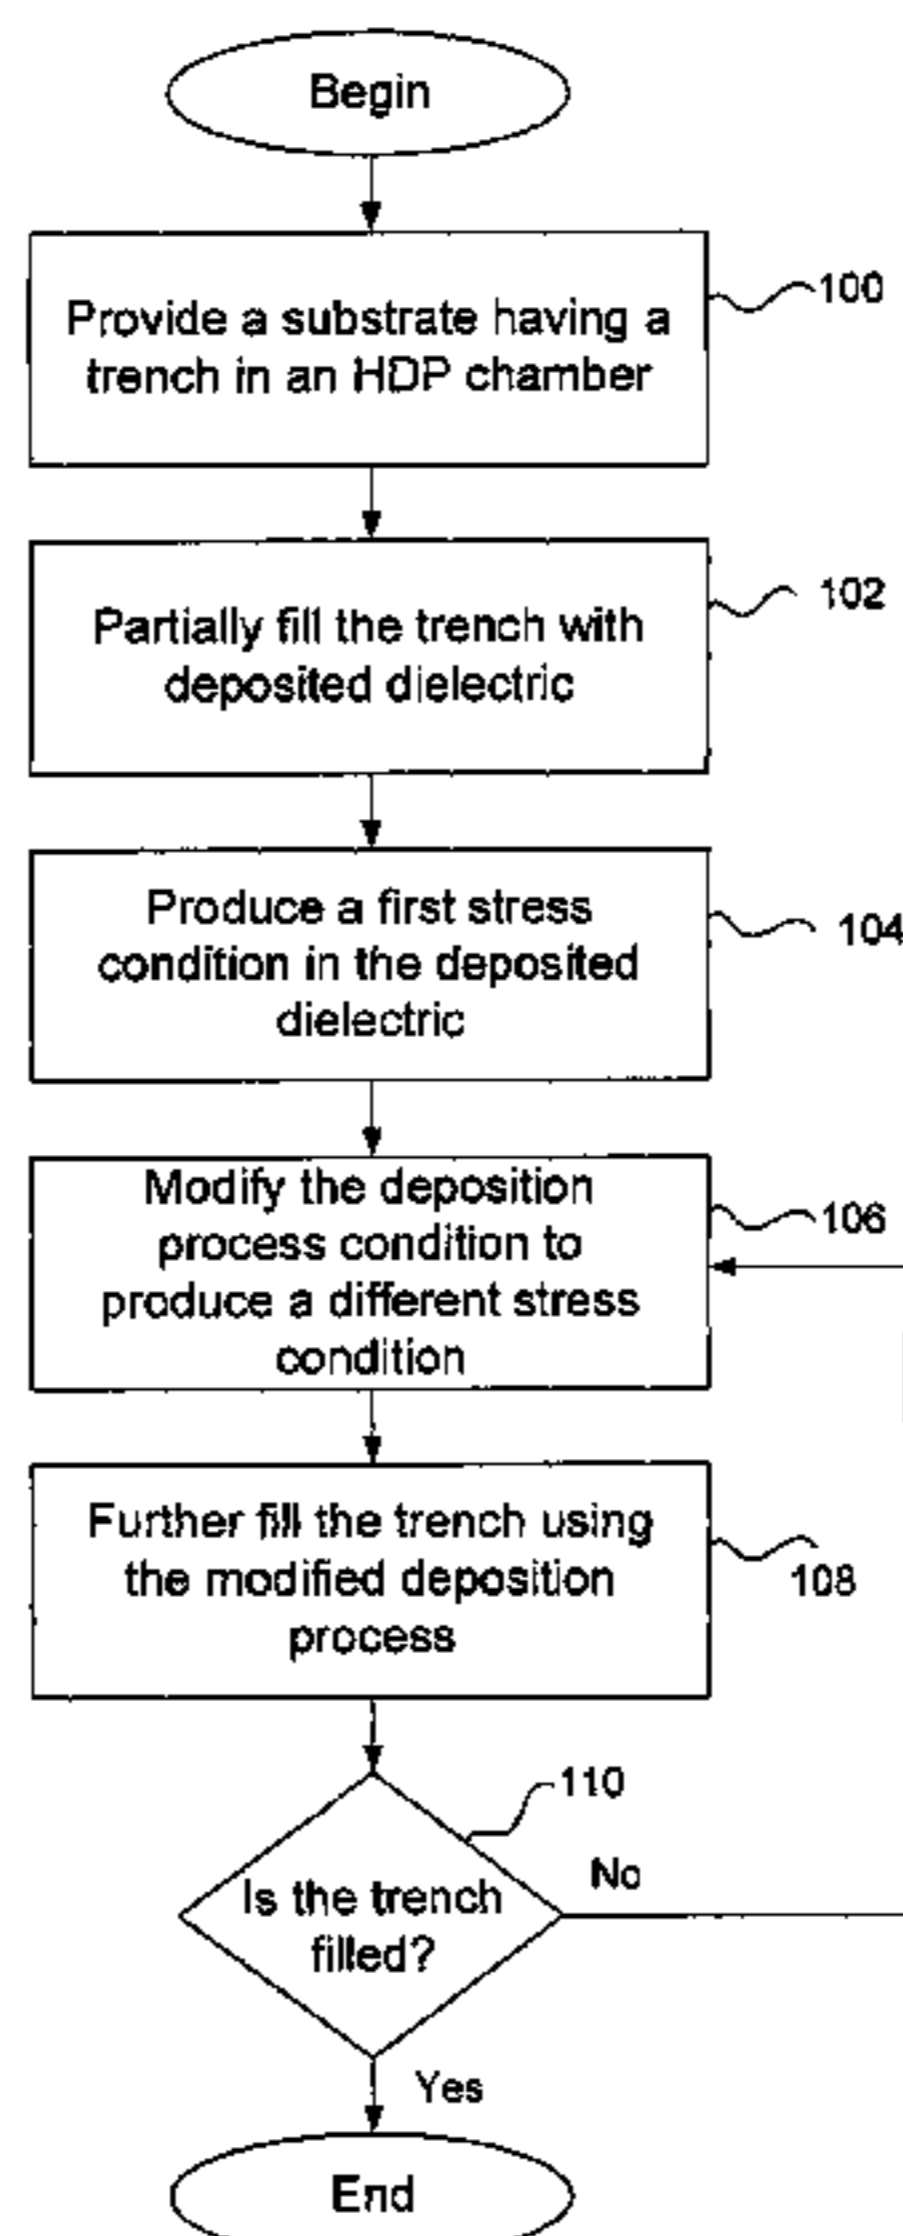 Begin
Provide a substrate having a
trench in an HDP chamber
100
Partially fill the trench with
deposited dielectric
102
Produce a first stress
condition in the deposited
dielectric
104
Modify the deposition
process condition to
produce a different stress
condition
106
Further fill the trench using
the modified deposition
process
108
110
Is the trench
filled?
No
Yes
End